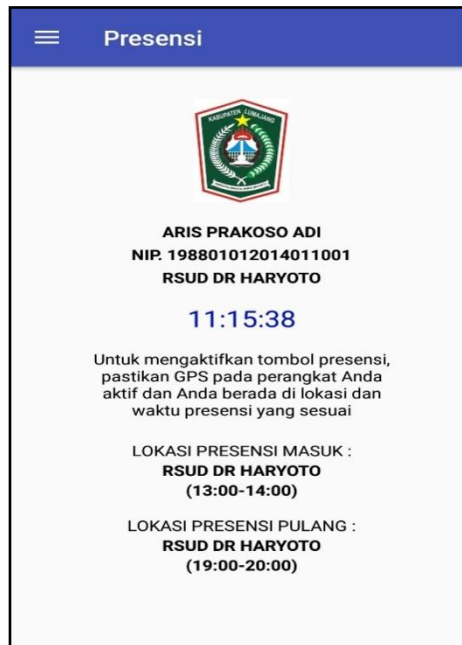 Presensi
KABUPATEN LUMAJANG
ARIS PRAKOSO ADI
NIP. 198801012014011001
RSUD DR HARYOTO
11:15:38
Untuk mengaktifkan tombol presensi,
pastikan GPS pada perangkat Anda
aktif dan Anda berada di lokasi dan
waktu presensi yang sesuai
LOKASI PRESENSI MASUK :
RSUD DR HARYOTO
(13:00-14:00)
LOKASI PRESENSI PULANG :
RSUD DR HARYOTO
(19:00-20:00)